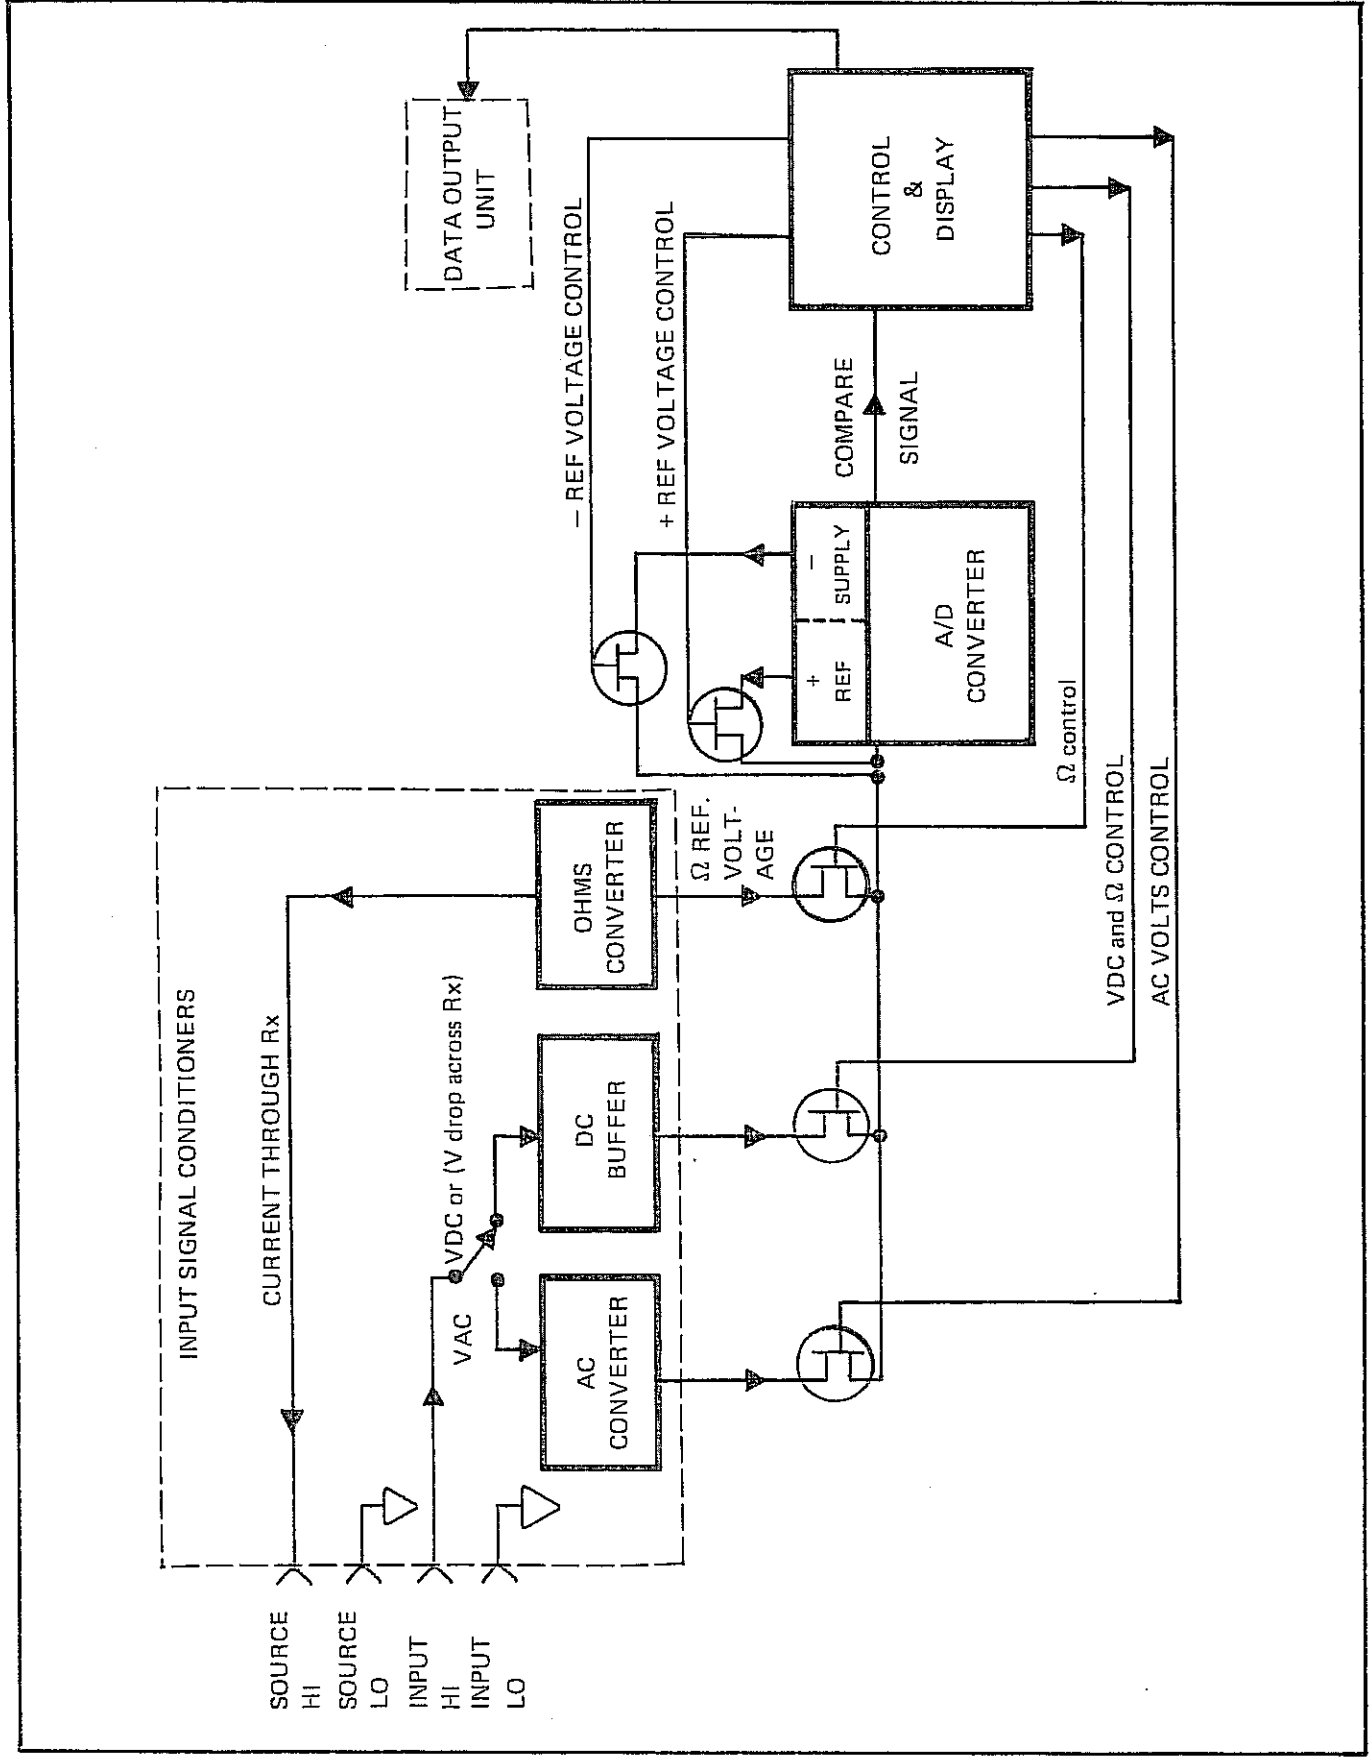 DATA OUTPUT
UNIT
– REF VOLTAGE CONTROL
+ REF VOLTAGE CONTROL
CONTROL
&
DISPLAY
COMPARE
SIGNAL
+
REF
–
SUPPLY
A/D
CONVERTER
INPUT SIGNAL CONDITIONERS
CURRENT THROUGH Rx
SOURCE
HI
SOURCE
LO
INPUT
HI
INPUT
LO
VAC
VDC or (V drop across Rx)
AC
CONVERTER
DC
BUFFER
OHMS
CONVERTER
Ω REF.
VOLT-
AGE
Ω control
VDC and Ω CONTROL
AC VOLTS CONTROL